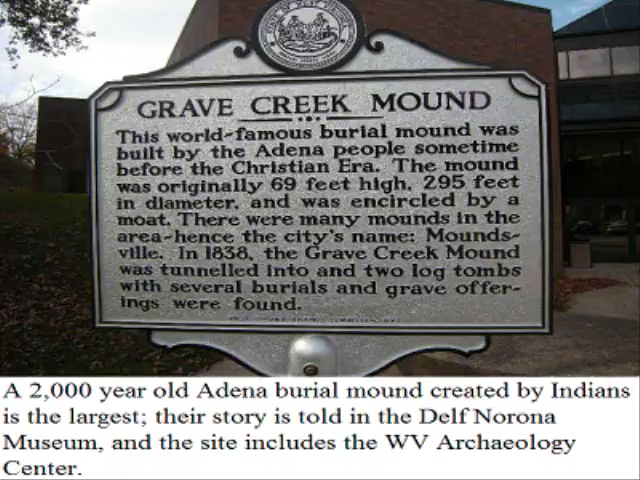 GRAVE CREEK MOUND
This world-famous burial mound was
built by the Adena people sometime
before the Christian Era. The mound
was originally 69 feet high, 295 feet
in diameter, and was encircled by a
moat. There were many mounds in the
area-hence the city's name: Mounds-
ville. In 1838, the Grave Creek Mound
was tunnelled into and two log tombs
with several burials and grave offer-
ings were found.
A 2,000 year old Adena burial mound created by Indians
is the largest; their story is told in the Delf Norona
Museum, and the site includes the WV Archaeology
Center.